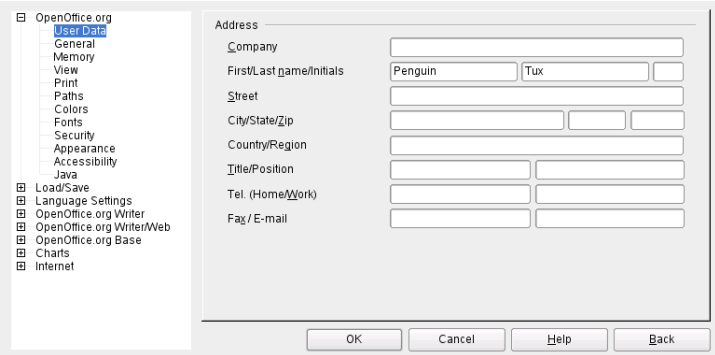 OpenOffice.org
User Data
General
Memory
View
Print
Paths
Colors
Fonts
Security
Appearance
Accessibility
Java
Load/Save
Language Settings
OpenOffice.org Writer
OpenOffice.org Writer/Web
OpenOffice.org Base
Charts
Internet
Address
Company
First/Last name/Initials Penguin Tux
Street
City/State/Zip
Country/Region
Title/Position
Tel. (Home/Work)
Fax / E-mail
OK Cancel Help Back